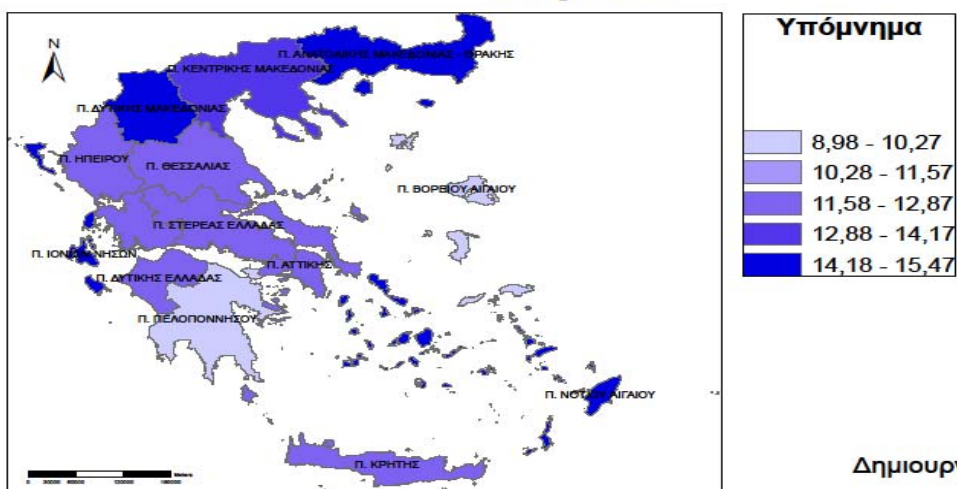 Υπόμνημα
8,98 - 10,27
10,28 - 11,57
11,58 - 12,87
12,88 - 14,17
14,18 - 15,47
N
Π. ΑΝΑΤΟΛΙΚΗΣ ΜΑΚΕΔΟΝΙΑΣ - ΘΡΑΚΗΣ
Π. ΚΕΝΤΡΙΚΗΣ ΜΑΚΕΔΟΝΙΑΣ
Π. ΔΥΤΙΚΗΣ ΜΑΚΕΔΟΝΙΑΣ
Π. ΗΠΕΙΡΟΥ
Π. ΘΕΣΣΑΛΙΑΣ
Π. ΒΟΡΕΙΟΥ ΑΙΓΑΙΟΥ
Π. ΣΤΕΡΕΑΣ ΕΛΛΑΔΑΣ
Π. ΙΟΝΙΩΝ ΝΗΣΩΝ
Π. ΑΤΤΙΚΗΣ
Π. ΔΥΤΙΚΗΣ ΕΛΛΑΔΑΣ
Π. ΠΕΛΟΠΟΝΝΗΣΟΥ
Π. ΝΟΤΙΟΥ ΑΙΓΑΙΟΥ
Π. ΚΡΗΤΗΣ
Δημιουργ